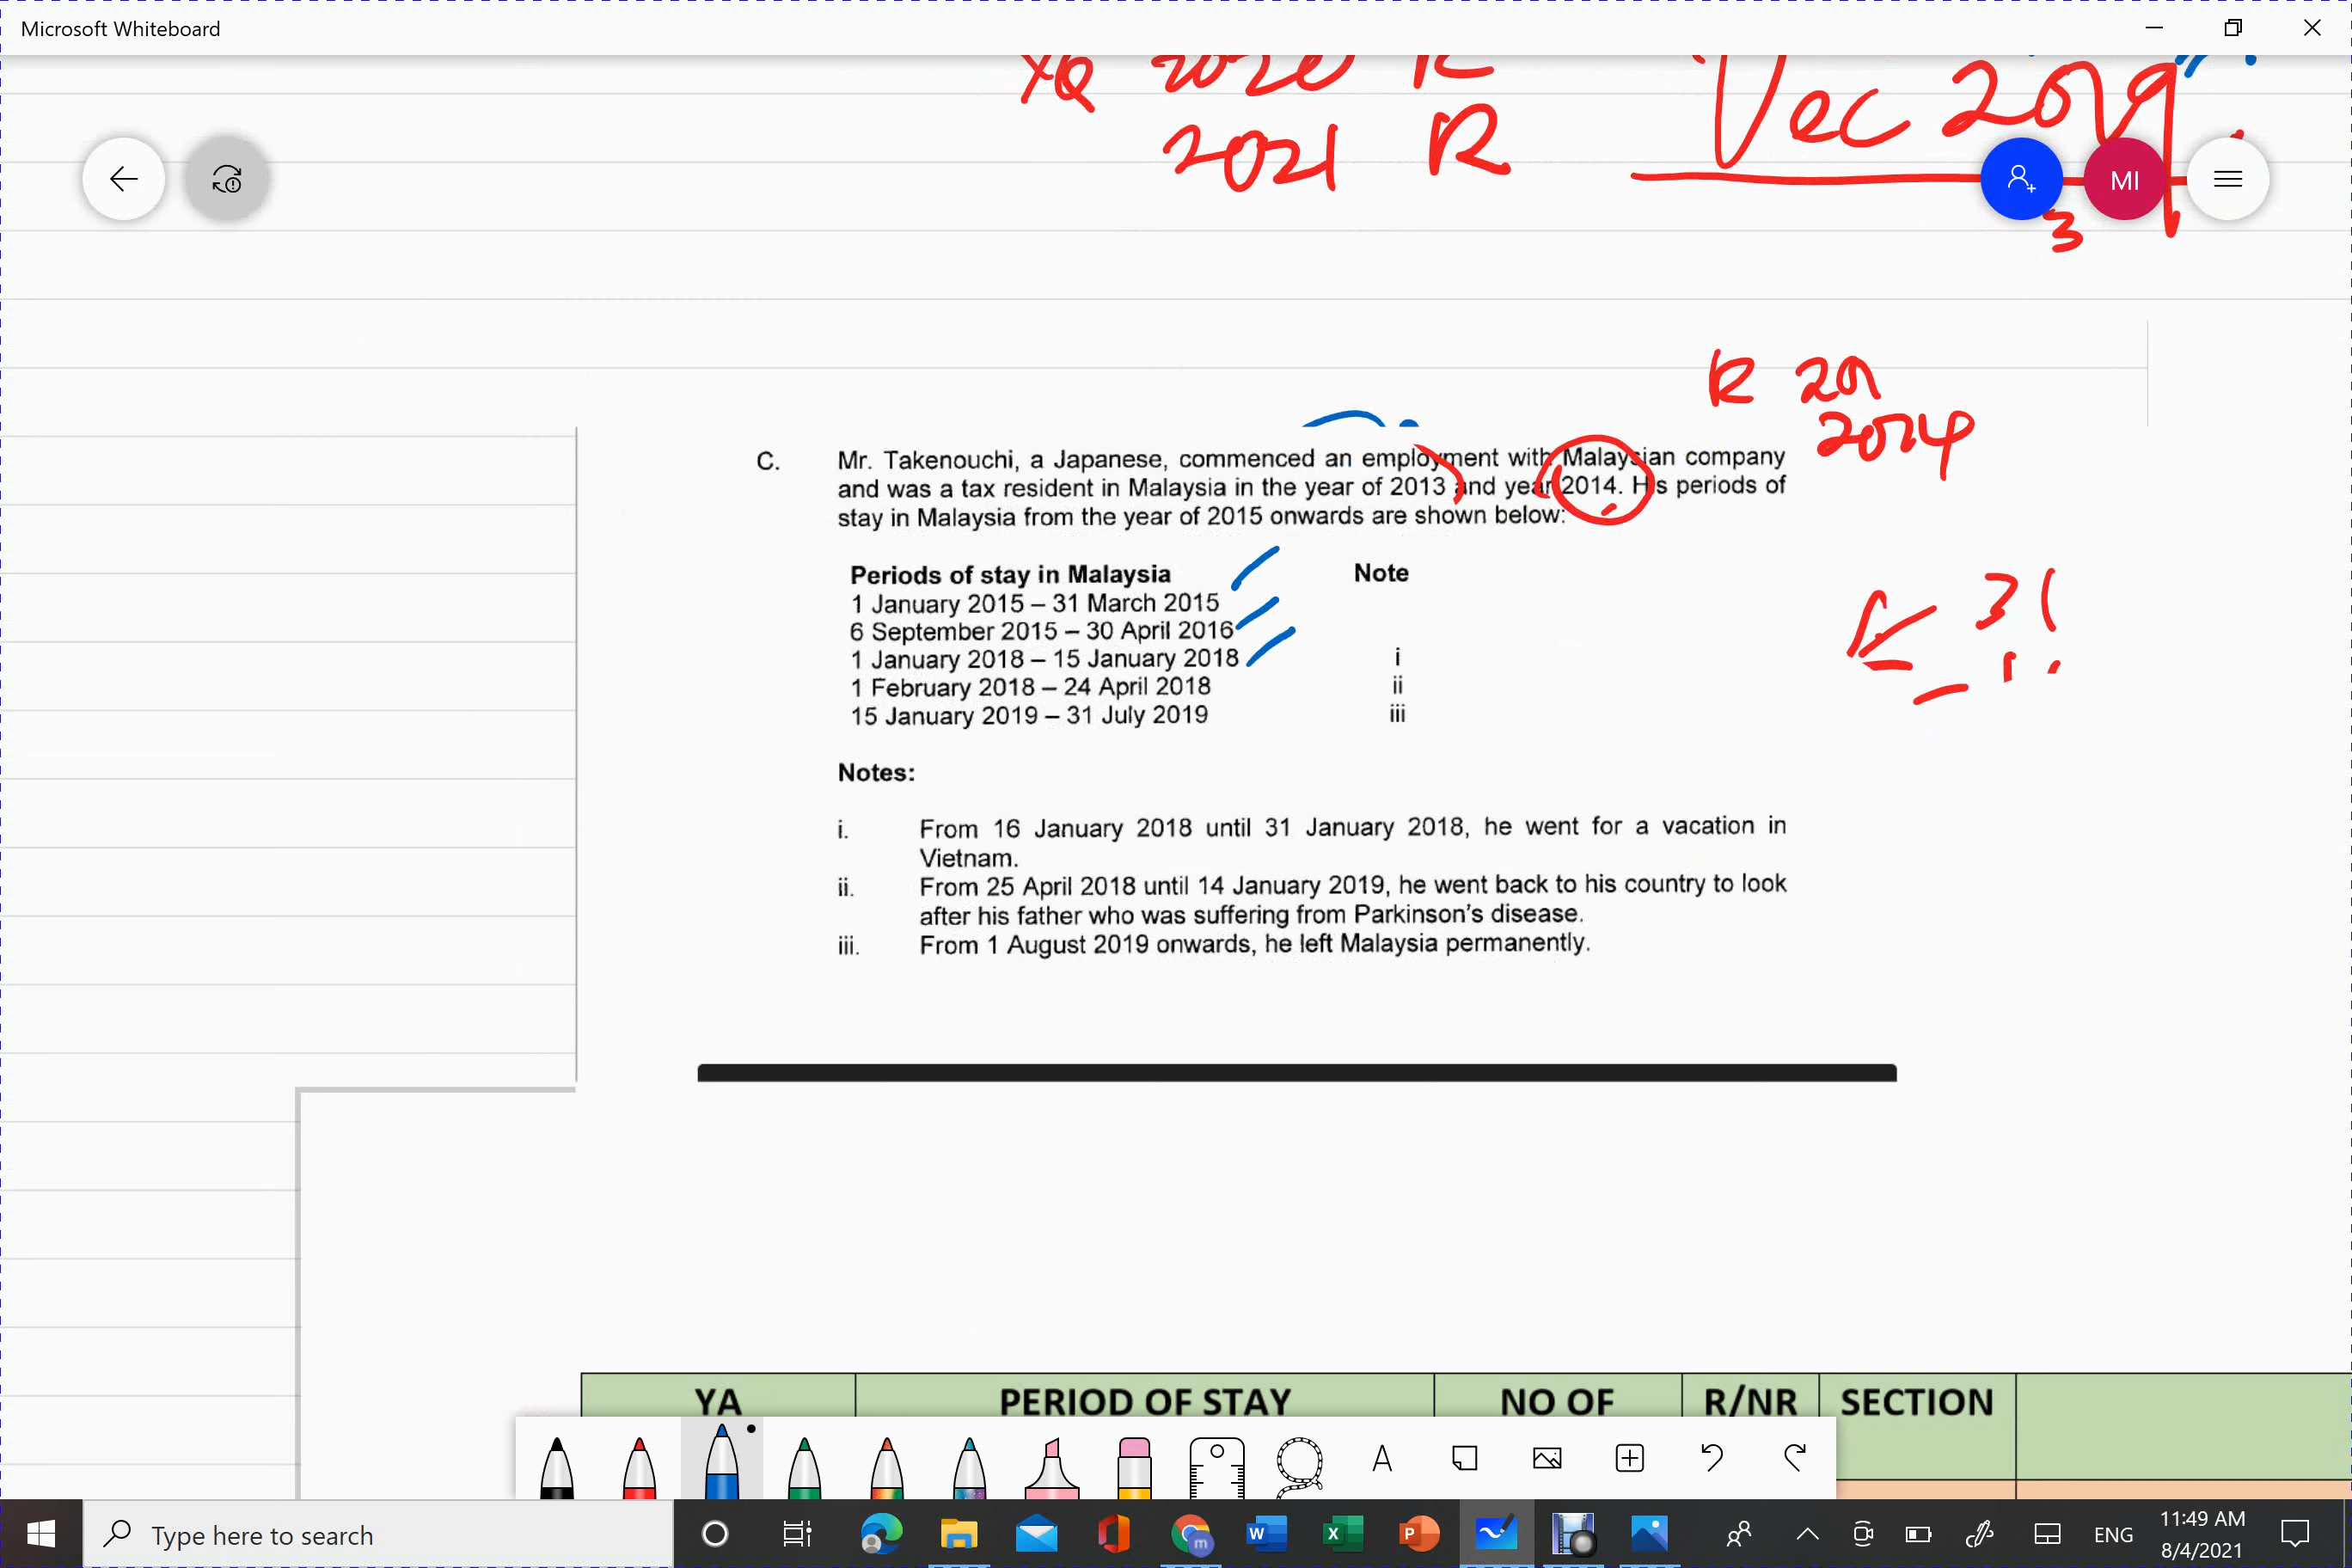 Microsoft Whiteboard
2020 R
2021 R
Dec 2019
3
MI
R 201
2014
C. Mr. Takenouchi, a Japanese, commenced an employment with Malaysian company
and was a tax resident in Malaysia in the year of 2013 and year 2014. His periods of
stay in Malaysia from the year of 2015 onwards are shown below:
Periods of stay in Malaysia Note
1 January 2015 – 31 March 2015
6 September 2015 – 30 April 2016
1 January 2018 – 15 January 2018 i
1 February 2018 – 24 April 2018 ii
15 January 2019 – 31 July 2019 iii
31
Notes:
i. From 16 January 2018 until 31 January 2018, he went for a vacation in
Vietnam.
ii. From 25 April 2018 until 14 January 2019, he went back to his country to look
after his father who was suffering from Parkinson's disease.
iii. From 1 August 2019 onwards, he left Malaysia permanently.
YA PERIOD OF STAY NO OF R/NR SECTION
Type here to search
ENG
11:49 AM
8/4/2021